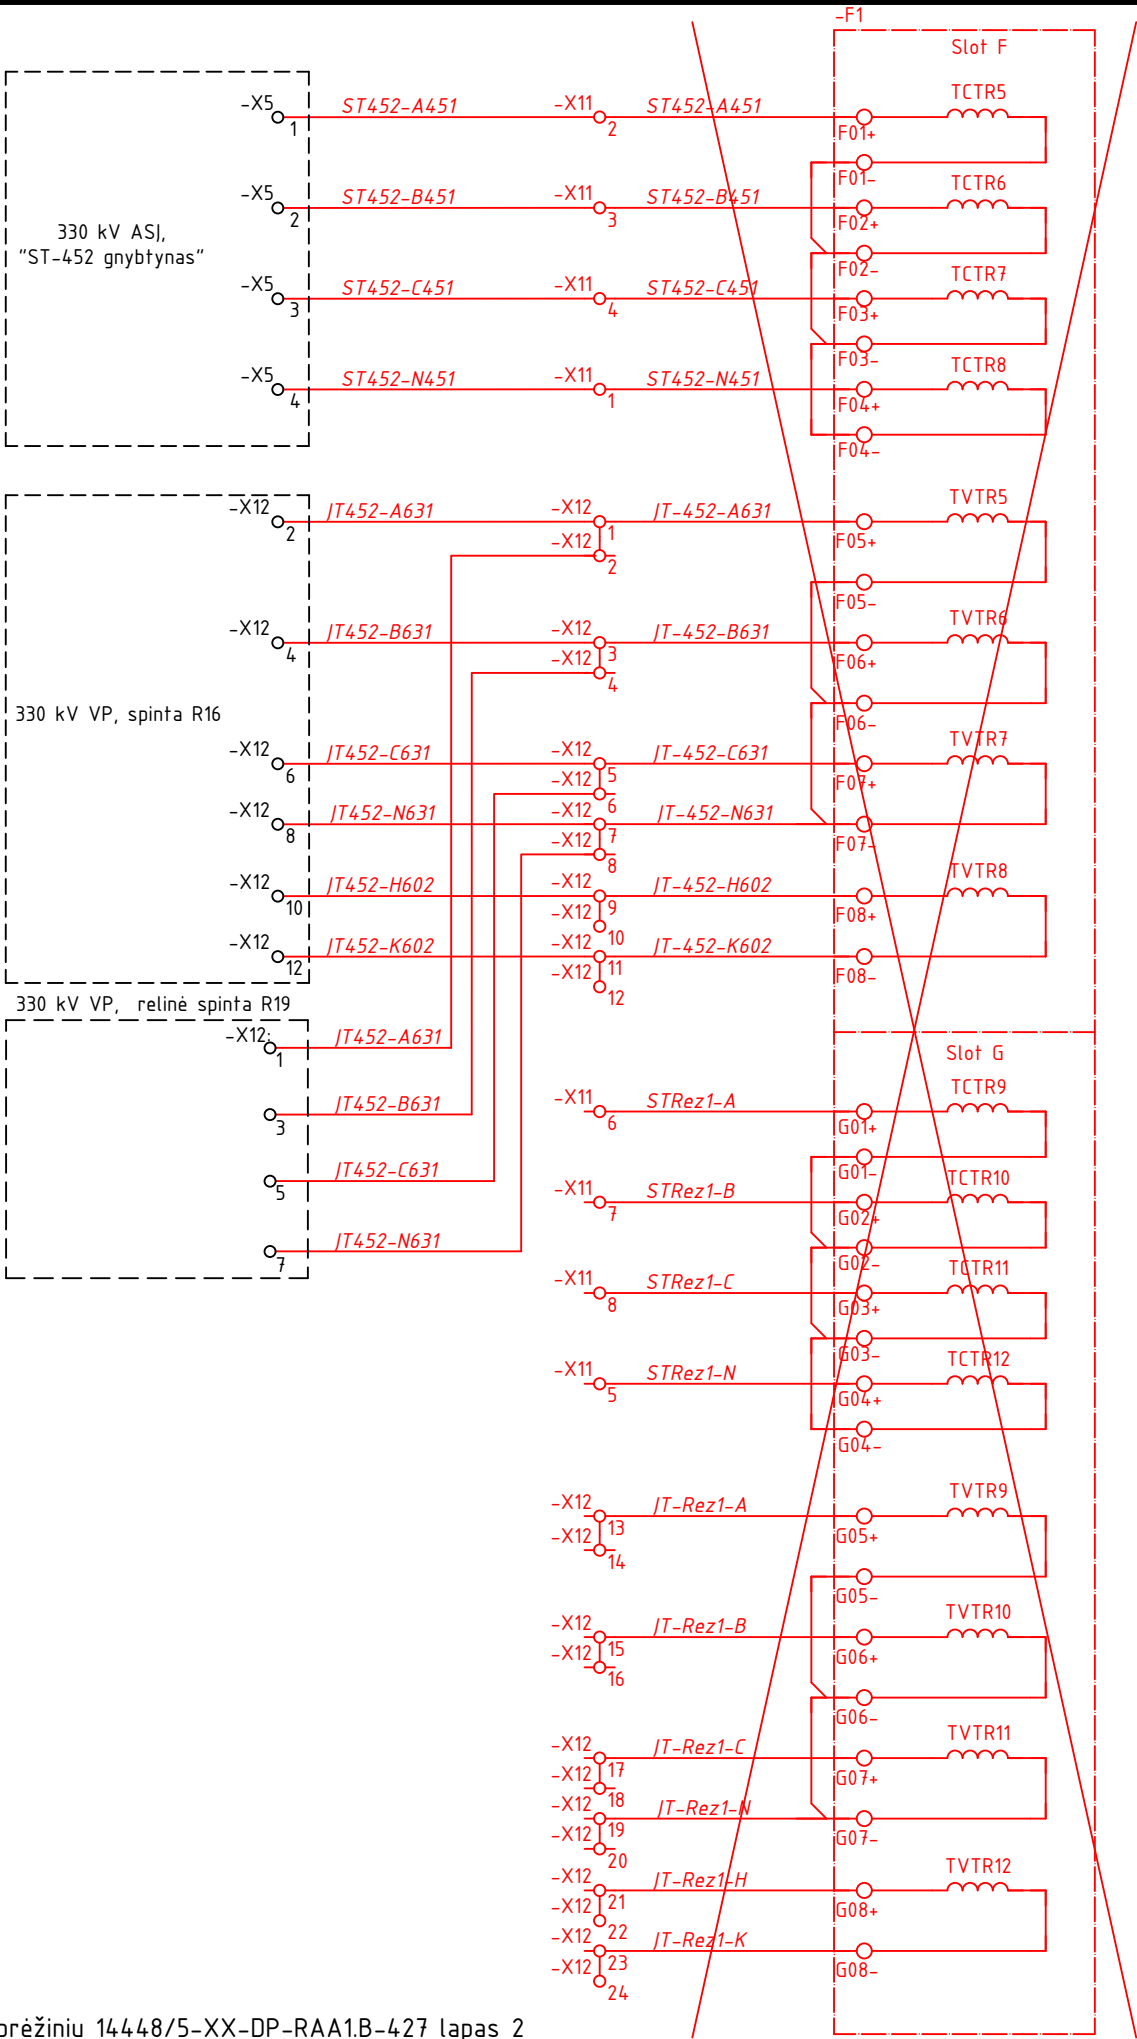 -F1
Slot F
-X5
1
ST452-A451
-X11
2
ST452-A451
F01+
TCTR5
F01-
-X5
2
ST452-B451
-X11
3
ST452-B451
F02+
TCTR6
F02-
330 kV ASĮ,
"ST-452 gnybtynas"
-X5
3
ST452-C451
-X11
4
ST452-C451
F03+
TCTR7
F03-
-X5
4
ST452-N451
-X11
1
ST452-N451
F04+
TCTR8
F04-
-X12
2
JT452-A631
-X12
1
JT-452-A631
F05+
TVTR5
-X12
2
F05-
-X12
4
JT452-B631
-X12
3
JT-452-B631
F06+
TVTR6
-X12
4
F06-
330 kV VP, spinta R16
-X12
6
JT452-C631
-X12
5
JT-452-C631
F07+
TVTR7
-X12
6
-X12
8
JT452-N631
-X12
7
JT-452-N631
F07-
-X12
8
-X12
10
JT452-H602
-X12
9
JT-452-H602
F08+
TVTR8
-X12
10
-X12
12
JT452-K602
-X12
11
JT-452-K602
F08-
-X12
12
330 kV VP, relinė spinta R19
-X12:
1
JT452-A631
3
JT452-B631
5
JT452-C631
7
JT452-N631
Slot G
-X11
6
STRez1-A
G01+
TCTR9
G01-
-X11
7
STRez1-B
G02+
TCTR10
G02-
-X11
8
STRez1-C
G03+
TCTR11
G03-
-X11
5
STRez1-N
G04+
TCTR12
G04-
-X12
13
JT-Rez1-A
G05+
TVTR9
-X12
14
G05-
-X12
15
JT-Rez1-B
G06+
TVTR10
-X12
16
G06-
-X12
17
JT-Rez1-C
G07+
TVTR11
-X12
18
-X12
19
JT-Rez1-N
G07-
-X12
20
-X12
21
JT-Rez1-H
G08+
TVTR12
-X12
22
-X12
23
JT-Rez1-K
G08-
-X12
24
brėžiniu 14448/5-XX-DP-RAA1.B-427 lapas 2